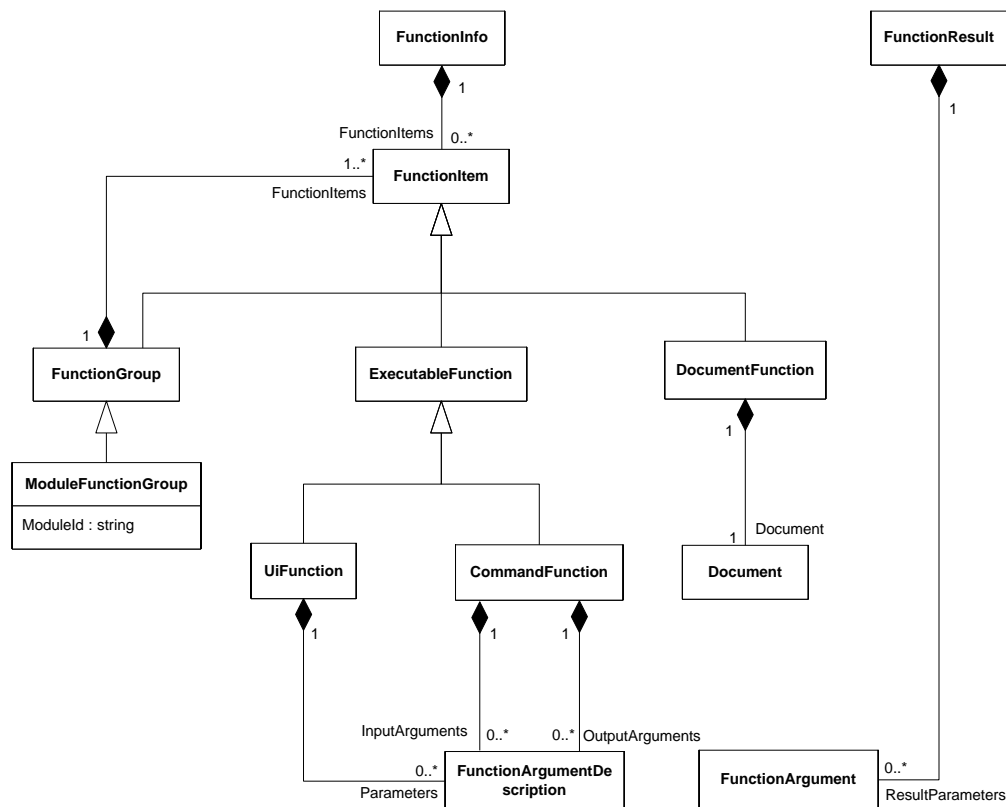 FunctionInfo
FunctionResult
1
1
FunctionItems
0..*
1..*
FunctionItem
FunctionItems
1
FunctionGroup
ExecutableFunction
DocumentFunction
1
ModuleFunctionGroup
ModuleId : string
Document
1
UiFunction
CommandFunction
Document
1
1
1
InputArguments
0..*
0..*
OutputArguments
0..*
Parameters
FunctionArgumentDe
scription
FunctionArgument
0..*
ResultParameters